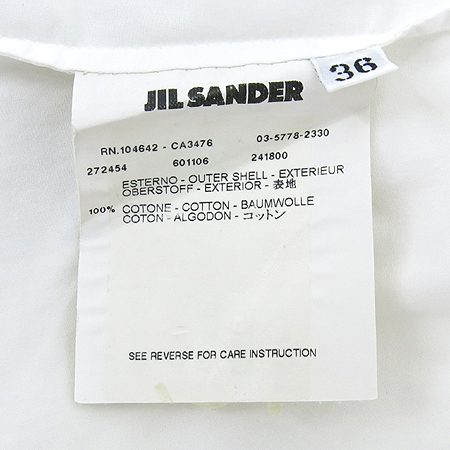 36
JIL SANDER
RN.104642 - CA3476 03-5778-2330
272454 601106 241800
ESTERNO - OUTER SHELL - EXTERIEUR
OBERSTOFF - EXTERIOR - 表地
100% COTONE - COTTON - BAUMWOLLE
COTON - ALGODON - コットン
SEE REVERSE FOR CARE INSTRUCTION